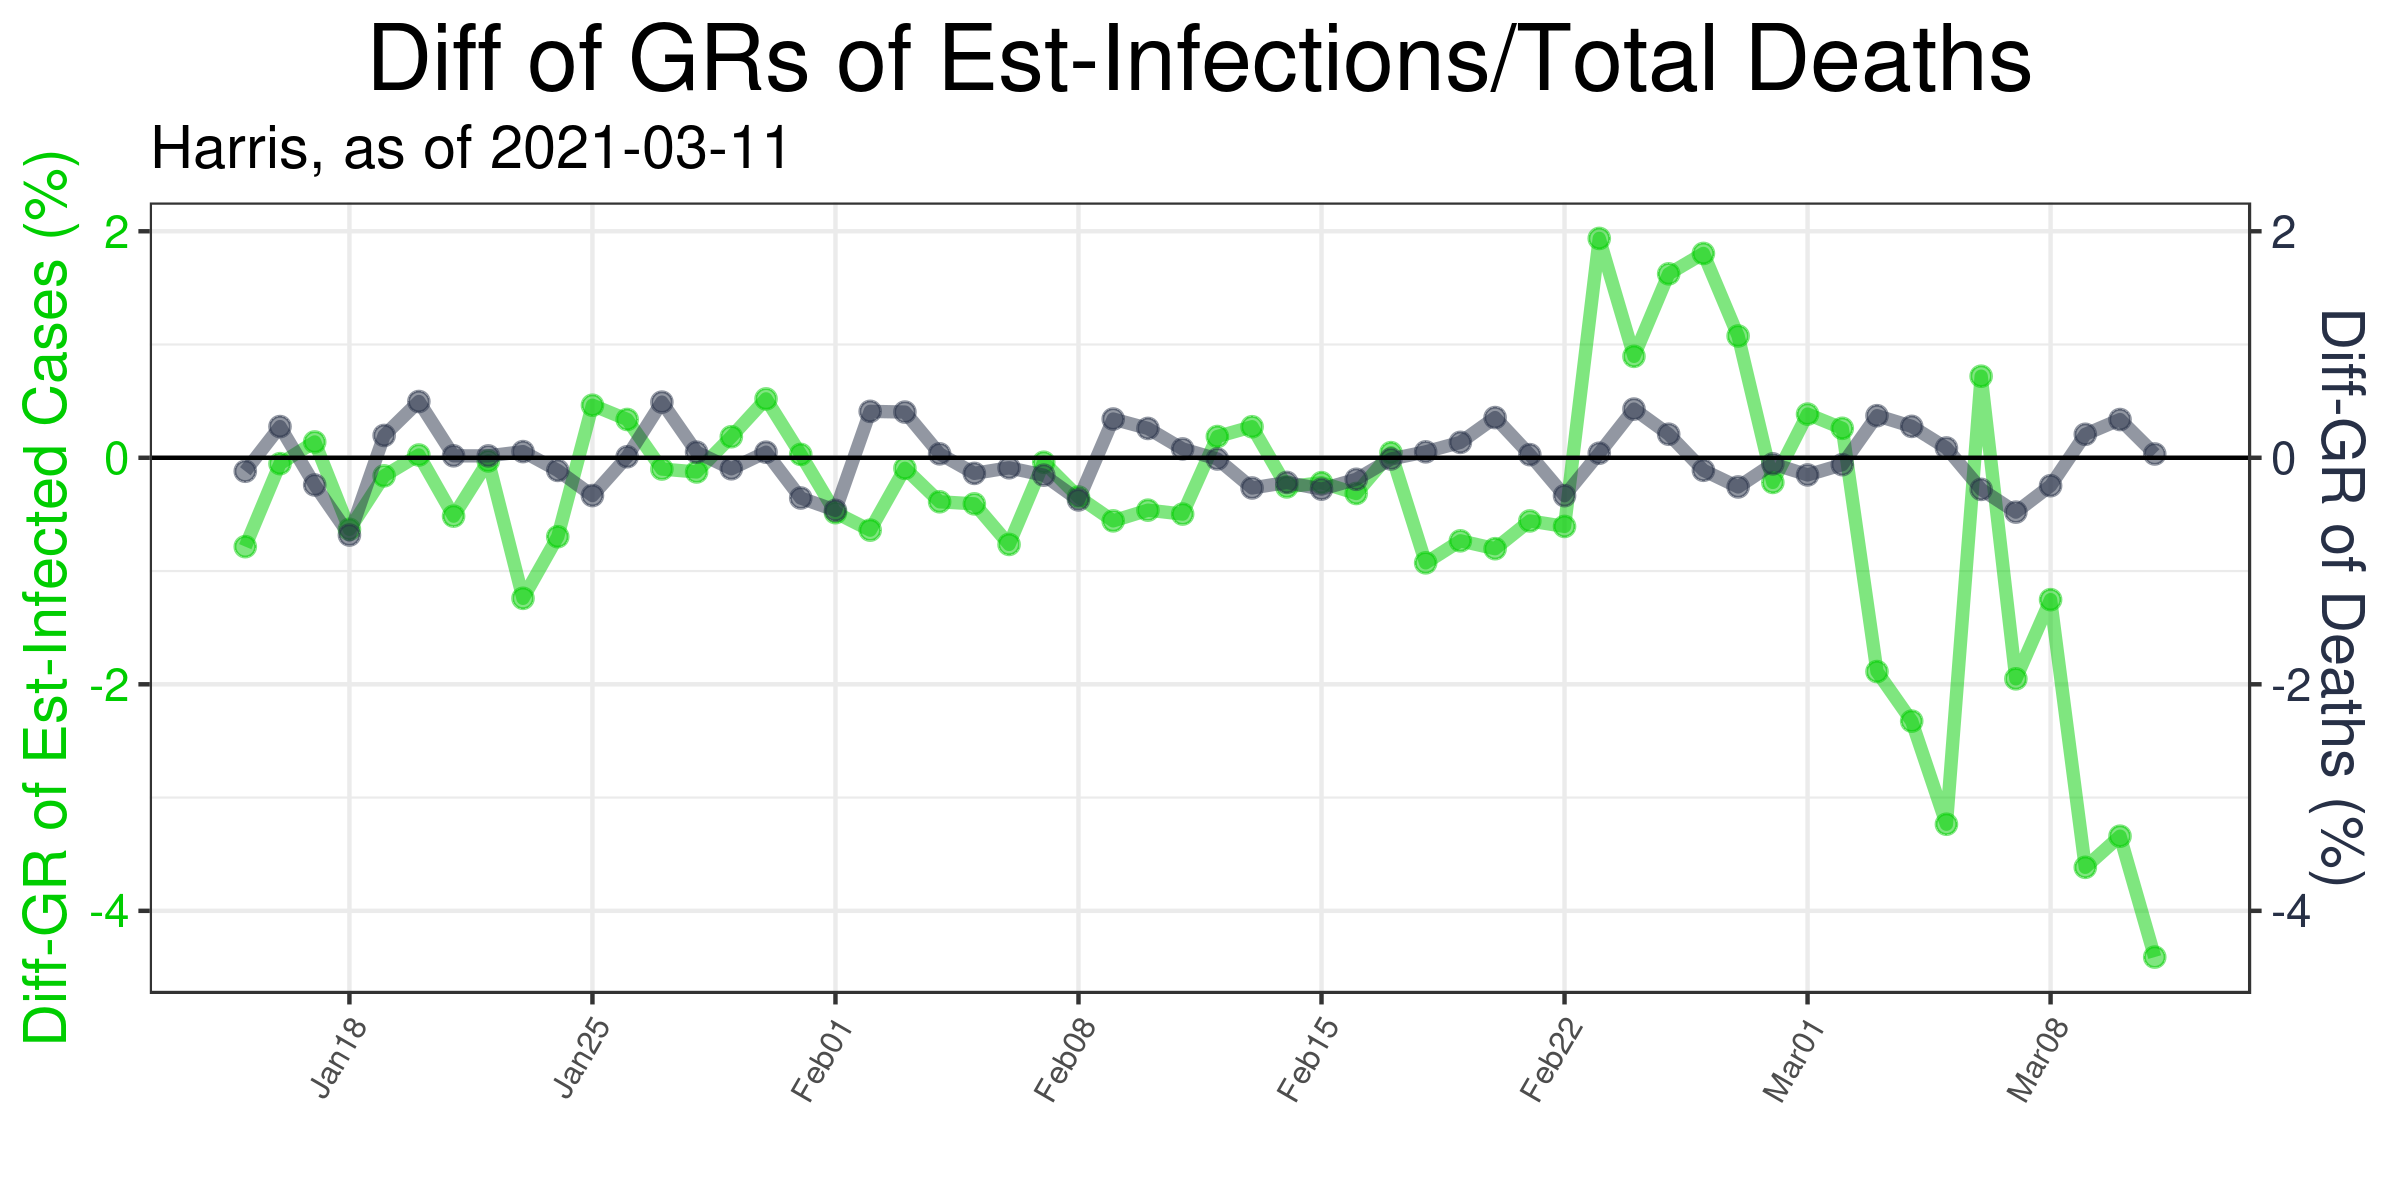 Diff of GRs of Est-Infections/Total Deaths
Harris, as of 2021-03-11
Diff-GR of Est-Infected Cases (%)
2
0
-2
-4
2
0
-2
-4
Diff-GR of Deaths (%)
Jan18
Jan25
Feb01
Feb08
Feb15
Feb22
Mar01
Mar08